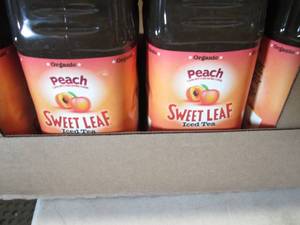 Organic
Peach
SWEET LEAF
Iced Tea
Organic
Peach
SWEET LEAF
Iced Tea